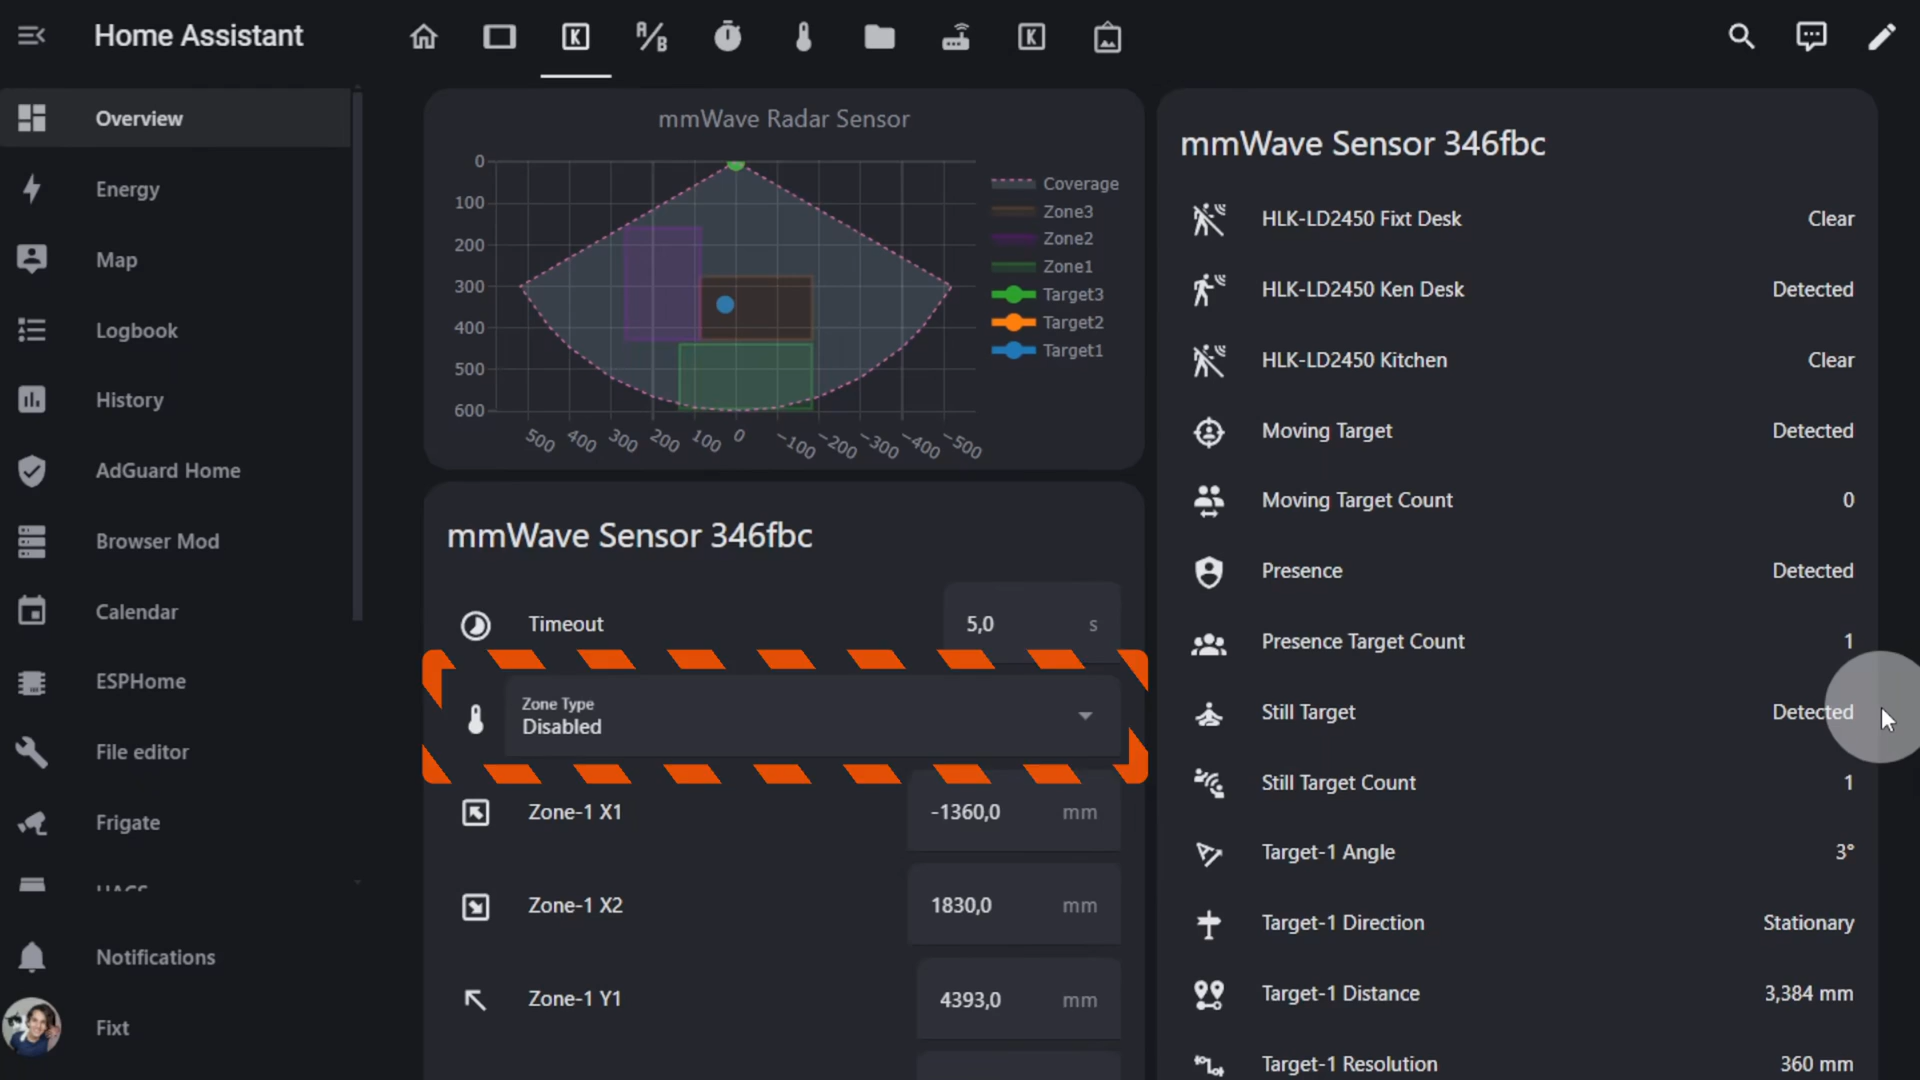 Home Assistant
K
A/B
K
Overview
Energy
Map
Logbook
History
AdGuard Home
Browser Mod
Calendar
ESPHome
File editor
Frigate
HACS
Notifications
Fixt
mmWave Radar Sensor
0
100
200
300
400
500
600
500
400
300
200
100
0
−100
−200
−300
−400
−500
Coverage
Zone3
Zone2
Zone1
Target3
Target2
Target1
mmWave Sensor 346fbc
Timeout 5,0 s
Zone Type
Disabled
Zone-1 X1 -1360,0 mm
Zone-1 X2 1830,0 mm
Zone-1 Y1 4393,0 mm
mmWave Sensor 346fbc
HLK-LD2450 Fixt Desk Clear
HLK-LD2450 Ken Desk Detected
HLK-LD2450 Kitchen Clear
Moving Target Detected
Moving Target Count 0
Presence Detected
Presence Target Count 1
Still Target Detected
Still Target Count 1
Target-1 Angle 3°
Target-1 Direction Stationary
Target-1 Distance 3,384 mm
Target-1 Resolution 360 mm